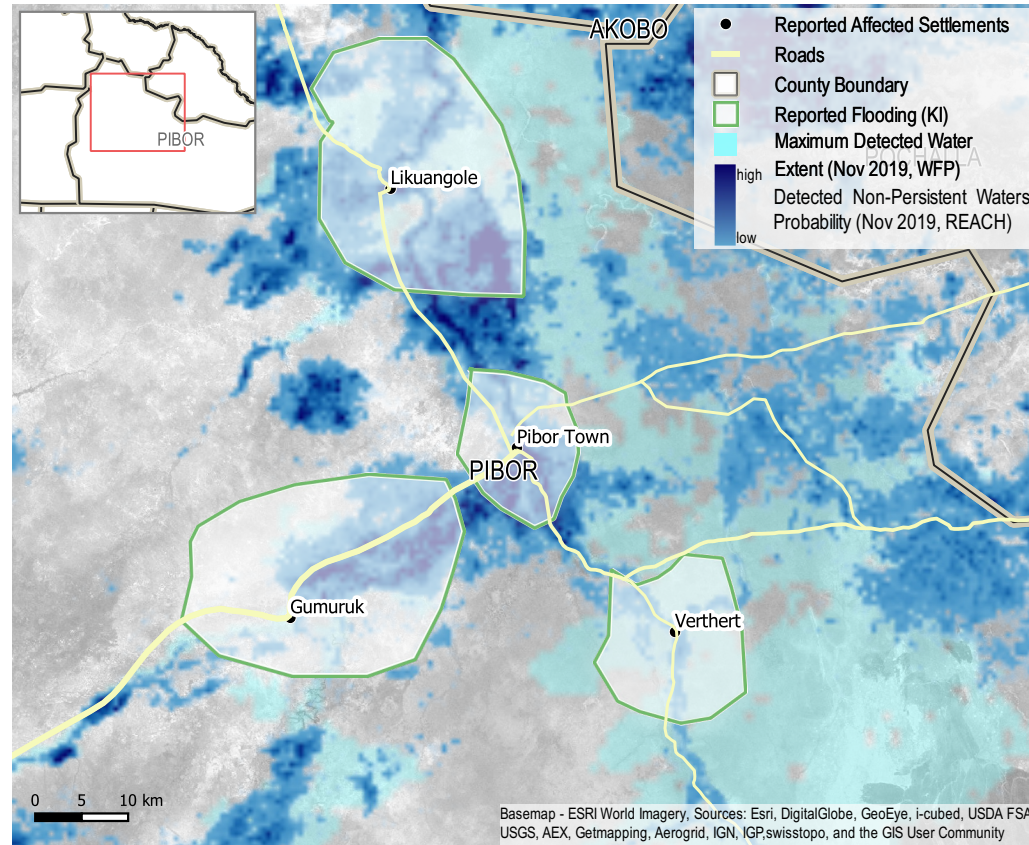 AKOBO
Reported Affected Settlements
Roads
County Boundary
Reported Flooding (KI)
Maximum Detected Water
Extent (Nov 2019, WFP)
high
Detected Non-Persistent Waters
Probability (Nov 2019, REACH)
low
POCHALLA
PIBOR
Likuangole
Pibor Town
PIBOR
Gumuruk
Verthert
0 5 10 km
Basemap - ESRI World Imagery, Sources: Esri, DigitalGlobe, GeoEye, i-cubed, USDA FSA
USGS, AEX, Getmapping, Aerogrid, IGN, IGP,swisstopo, and the GIS User Community